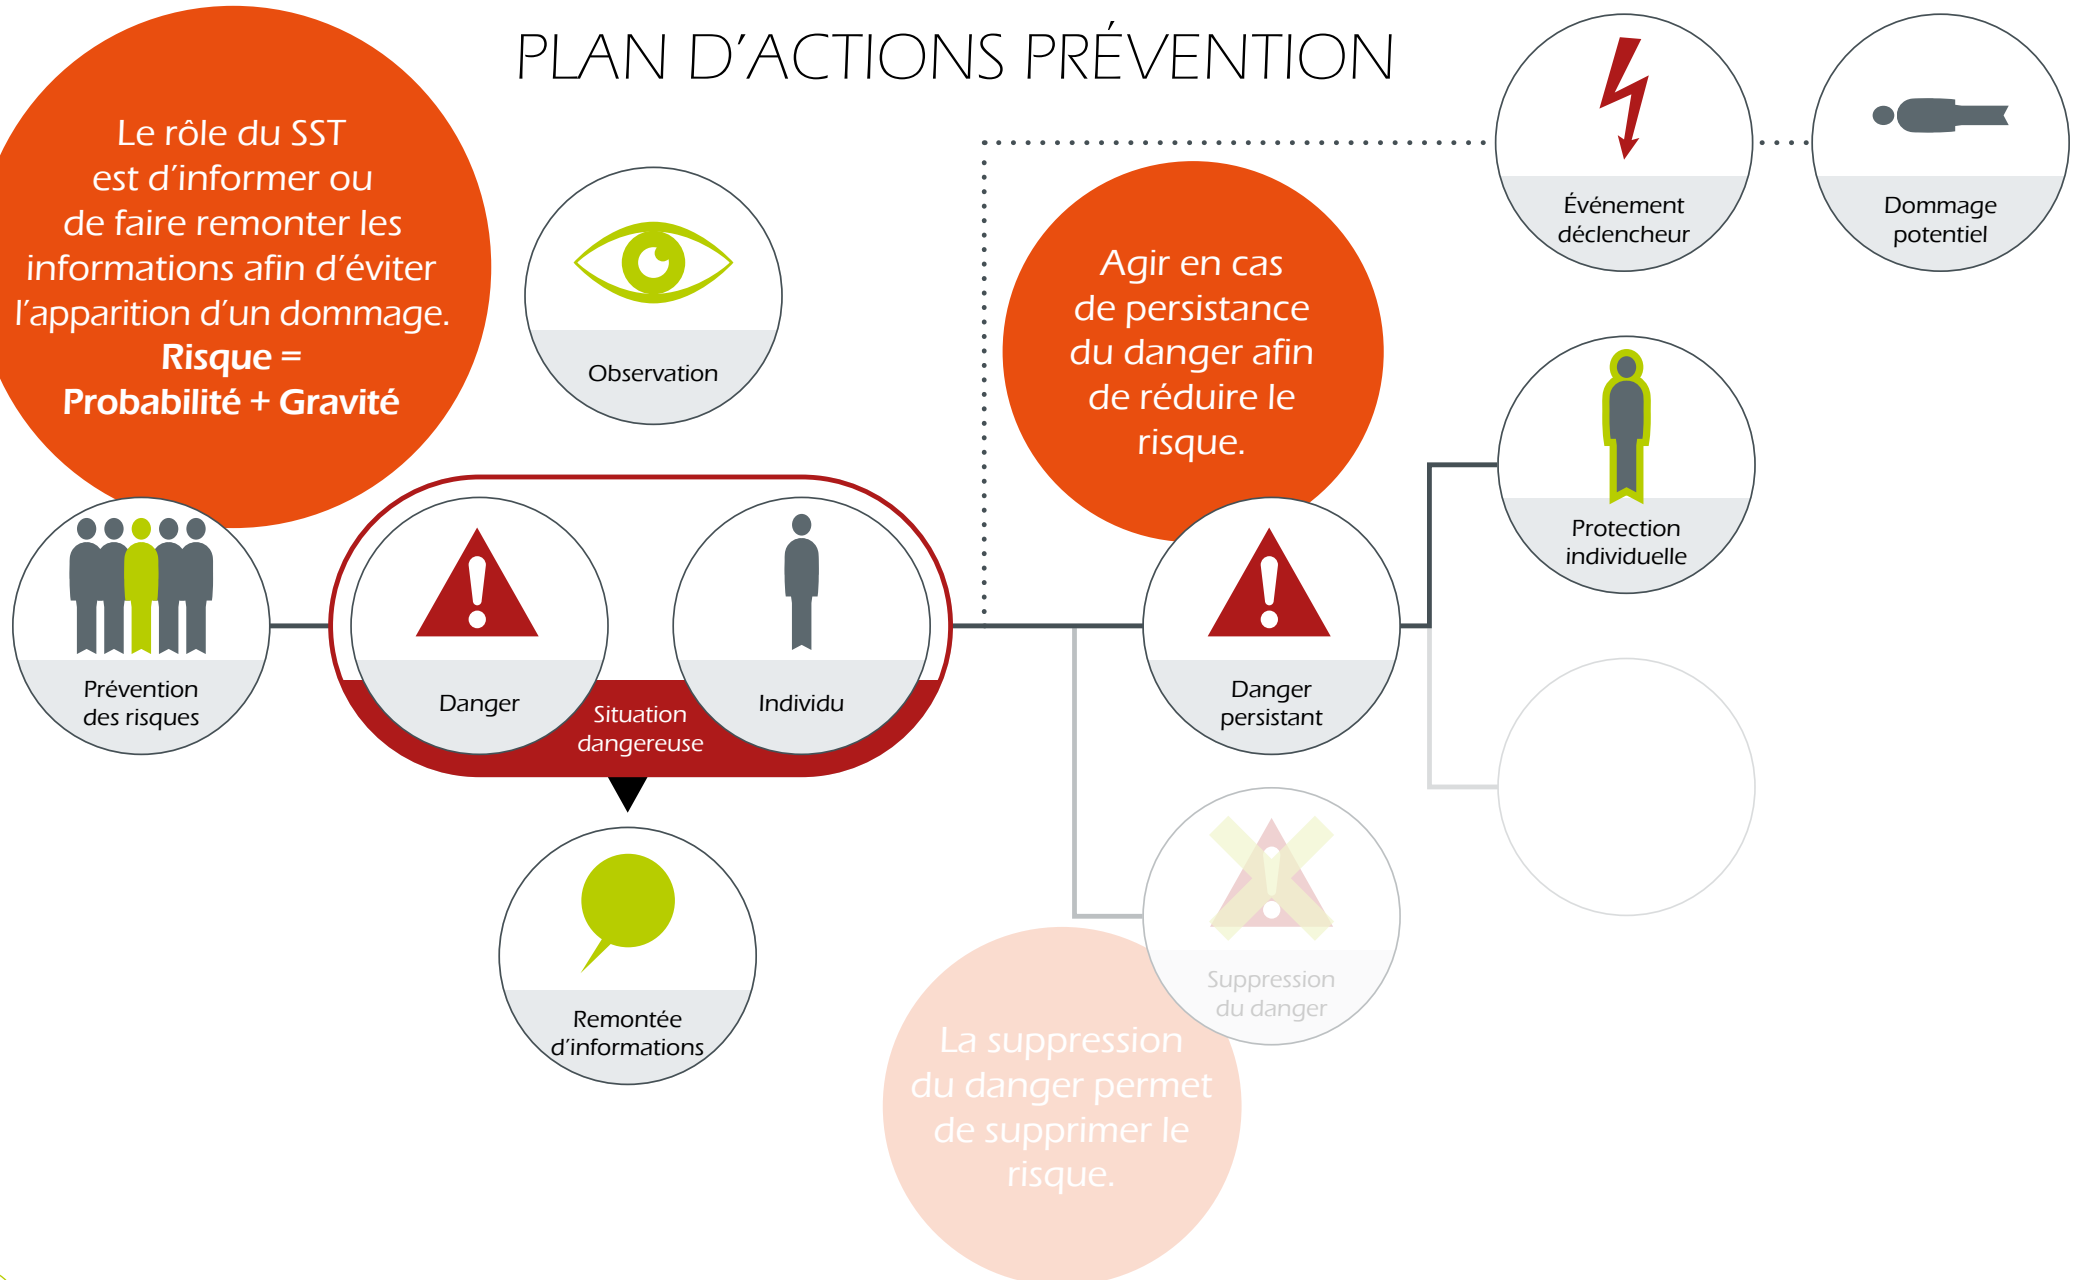 PLAN D'ACTIONS PRÉVENTION
Le rôle du SST
est d'informer ou
de faire remonter les
informations afin d'éviter
l'apparition d'un dommage.
Risque =
Probabilité + Gravité
Observation
Agir en cas
de persistance
du danger afin
de réduire le
risque.
Événement
déclencheur
Dommage
potentiel
Protection
individuelle
Prévention
des risques
Danger
Situation
dangereuse
Individu
Danger
persistant
Remontée
d'informations
Suppression
du danger
La suppression
du danger permet
de supprimer le
risque.